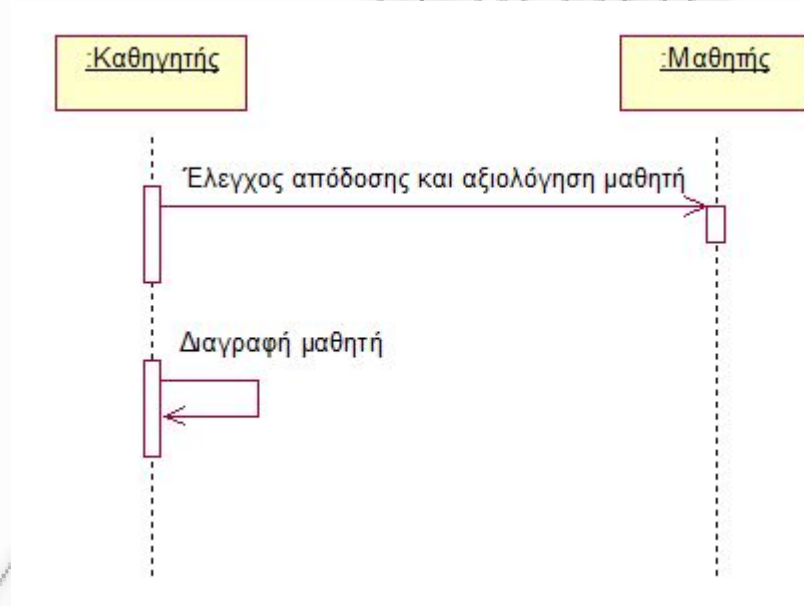 :Καθηγητής
:Μαθητής
Έλεγχος απόδοσης και αξιολόγηση μαθητή
Διαγραφή μαθητή